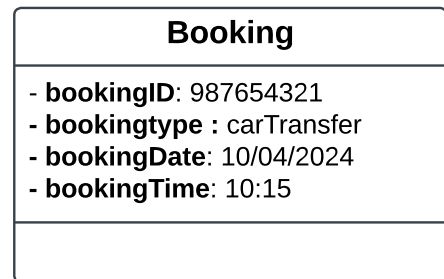 Booking
- bookingID: 987654321
- bookingtype : carTransfer
- bookingDate: 10/04/2024
- bookingTime: 10:15